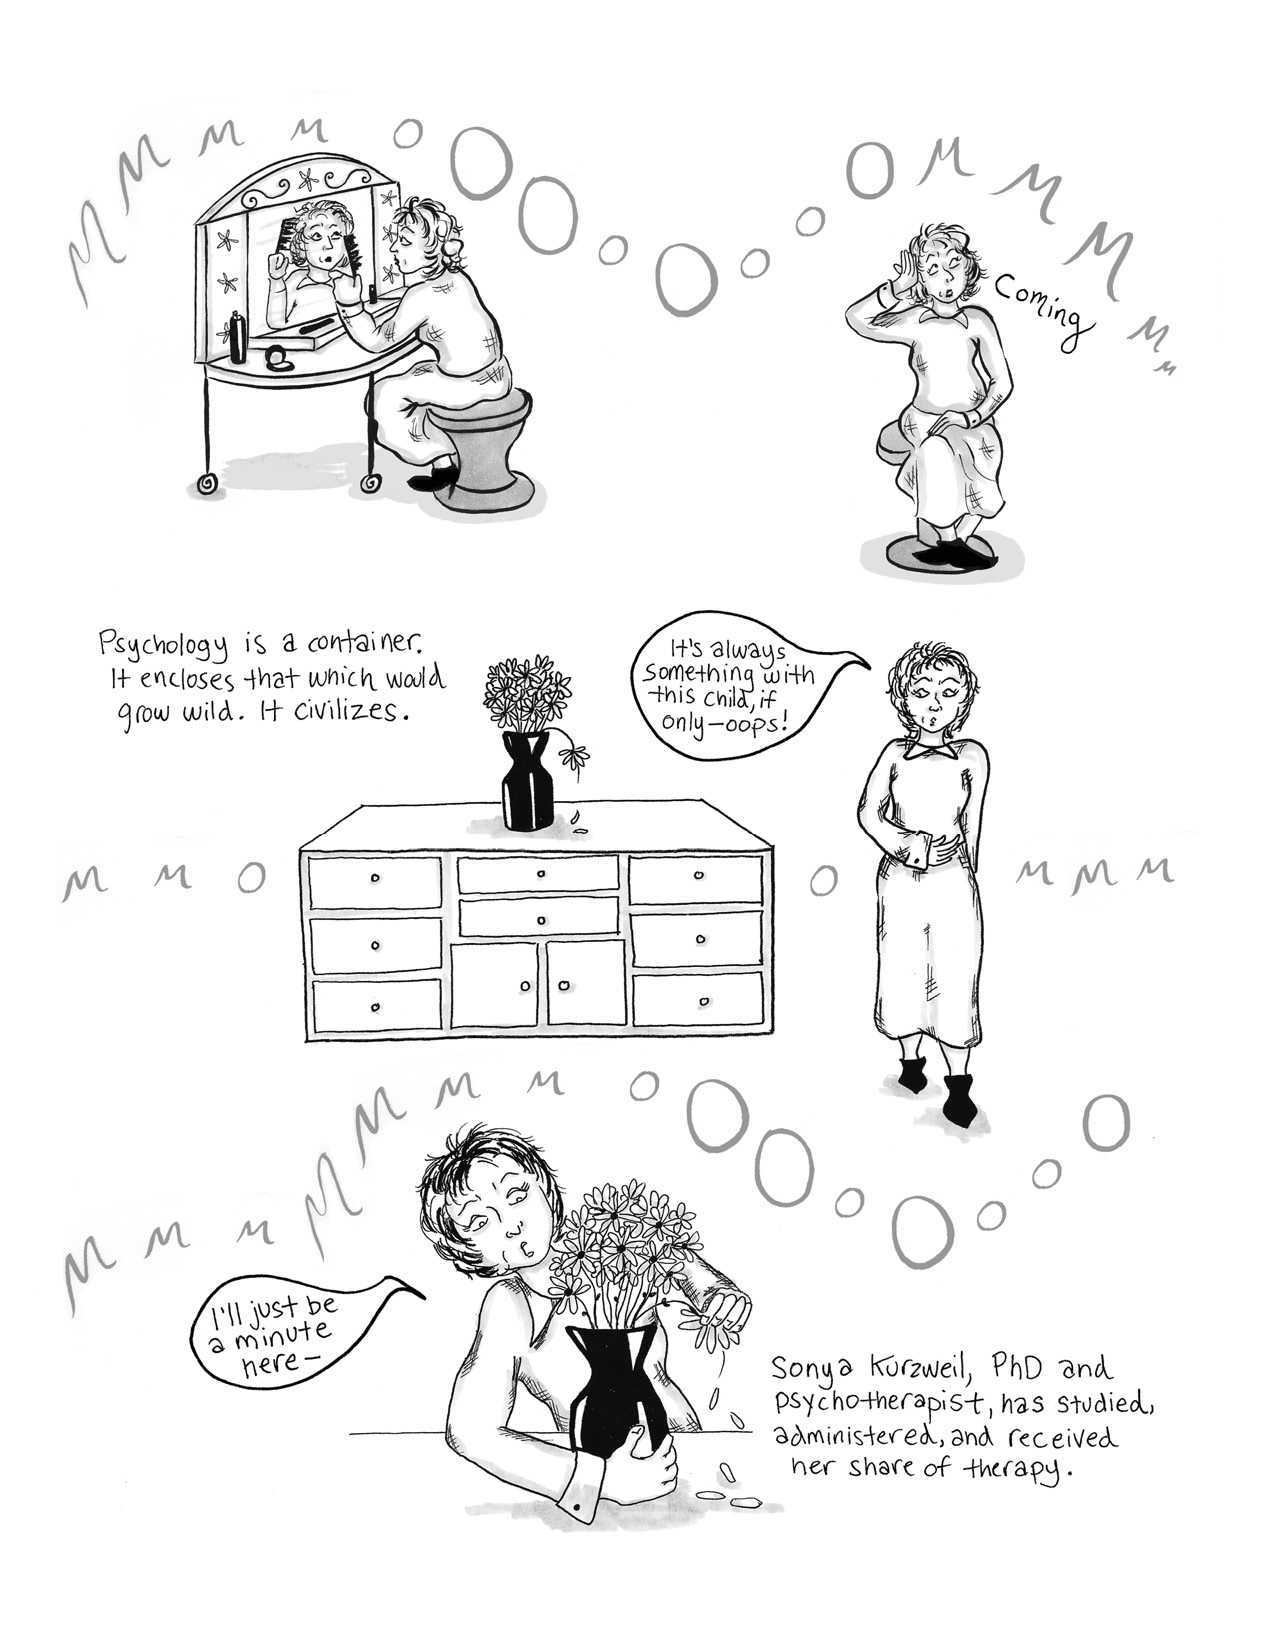 M M M M O O O O O O O M M M M M
Coming
Psychology is a container.
It encloses that which would
grow wild. It civilizes.
It's always
something with
this child, if
only—oops!
M M O O M M M
M M M M M M M O O O O O O O
I'll just be
a minute
here—
Sonya Kurzweil, PhD and
psychotherapist, has studied,
administered, and received
her share of therapy.